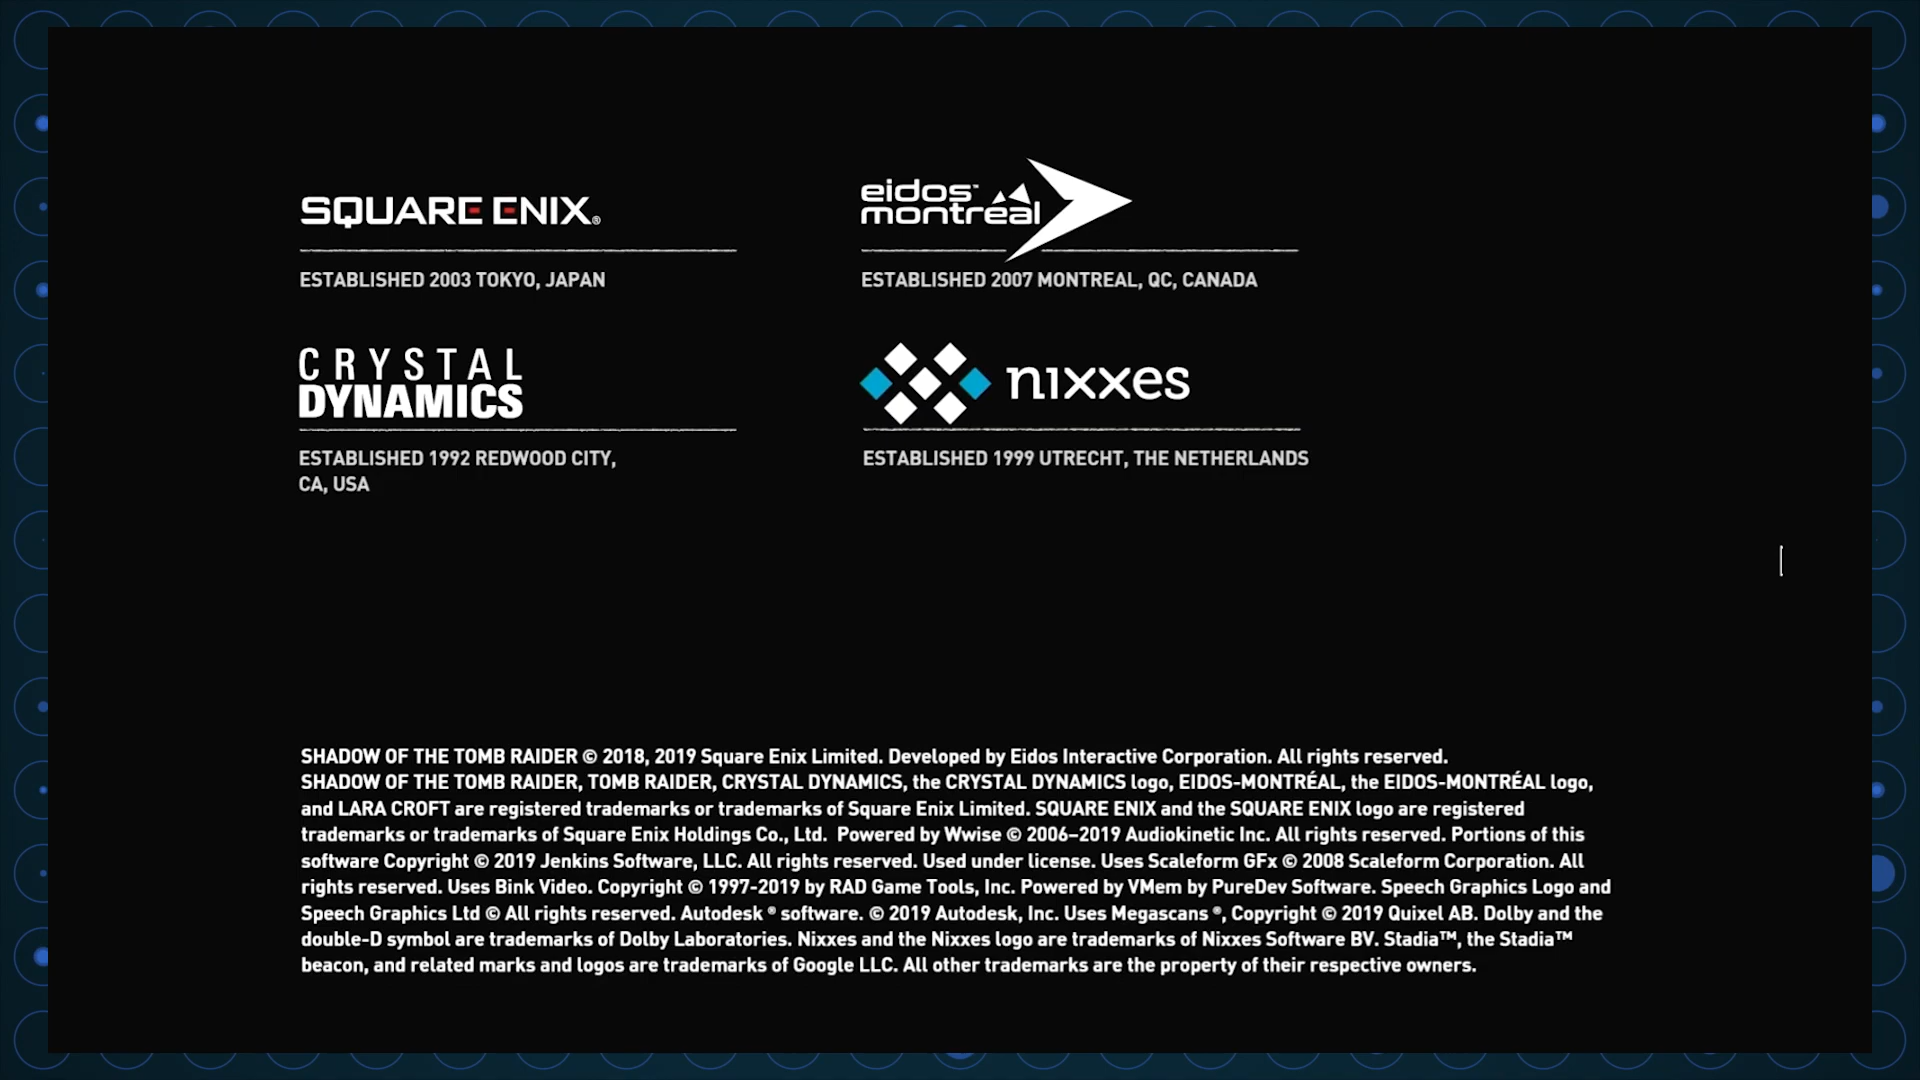 SQUARE ENIX®
ESTABLISHED 2003 TOKYO, JAPAN
eidos™
montréal
ESTABLISHED 2007 MONTREAL, QC, CANADA
CRYSTAL
DYNAMICS
ESTABLISHED 1992 REDWOOD CITY,
CA, USA
nixxes
ESTABLISHED 1999 UTRECHT, THE NETHERLANDS
SHADOW OF THE TOMB RAIDER © 2018, 2019 Square Enix Limited. Developed by Eidos Interactive Corporation. All rights reserved.
SHADOW OF THE TOMB RAIDER, TOMB RAIDER, CRYSTAL DYNAMICS, the CRYSTAL DYNAMICS logo, EIDOS-MONTRÉAL, the EIDOS-MONTRÉAL logo,
and LARA CROFT are registered trademarks or trademarks of Square Enix Limited. SQUARE ENIX and the SQUARE ENIX logo are registered
trademarks or trademarks of Square Enix Holdings Co., Ltd.  Powered by Wwise © 2006–2019 Audiokinetic Inc. All rights reserved. Portions of this
software Copyright © 2019 Jenkins Software, LLC. All rights reserved. Used under license. Uses Scaleform GFx © 2008 Scaleform Corporation. All
rights reserved. Uses Bink Video. Copyright © 1997-2019 by RAD Game Tools, Inc. Powered by VMem by PureDev Software. Speech Graphics Logo and
Speech Graphics Ltd © All rights reserved. Autodesk ® software. © 2019 Autodesk, Inc. Uses Megascans ®, Copyright © 2019 Quixel AB. Dolby and the
double-D symbol are trademarks of Dolby Laboratories. Nixxes and the Nixxes logo are trademarks of Nixxes Software BV. Stadia™, the Stadia™
beacon, and related marks and logos are trademarks of Google LLC. All other trademarks are the property of their respective owners.